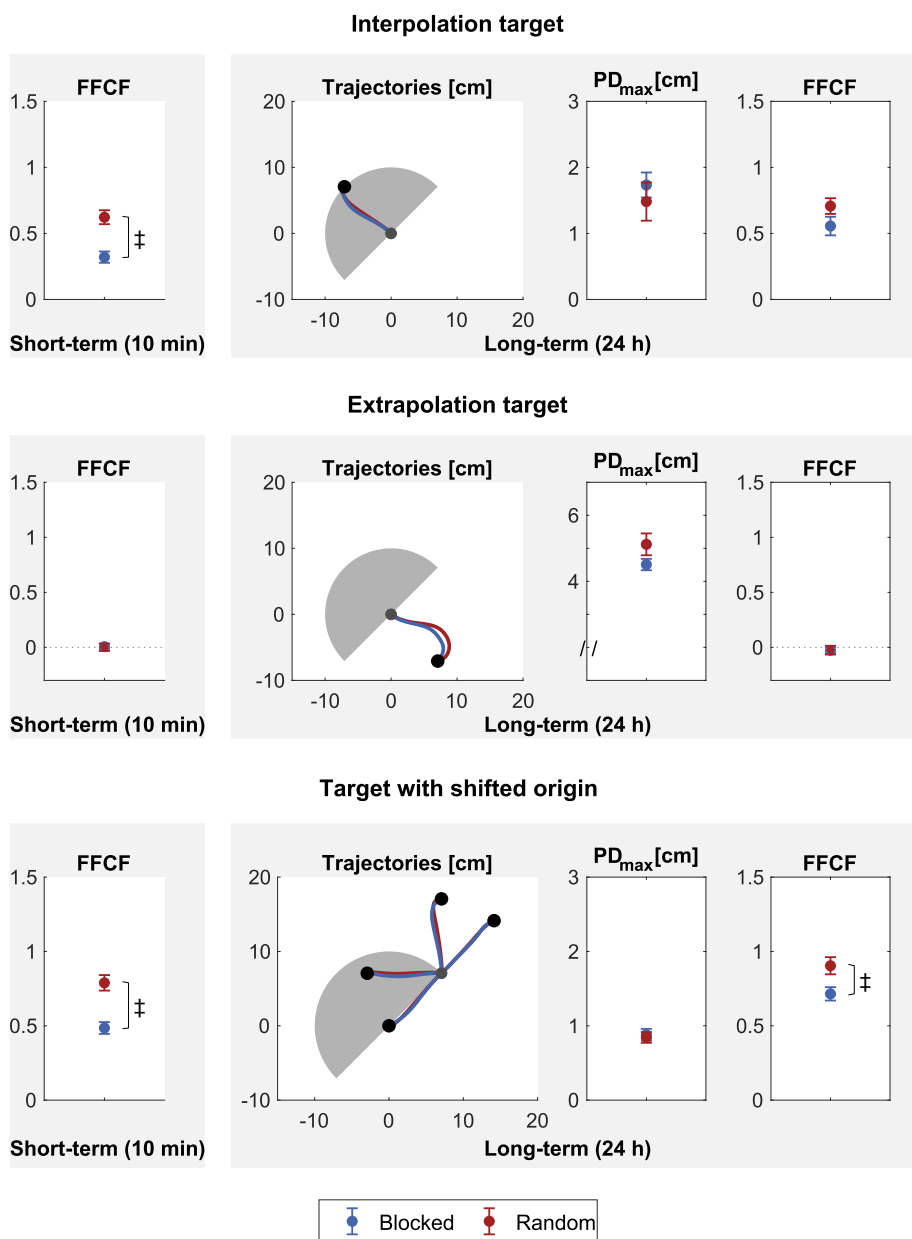 Interpolation target
FFCF
Trajectories [cm]
PDmax[cm]
FFCF
1.5
1
0.5
0
20
10
0
-10
-10 0 10 20
3
2
1
0
1.5
1
0.5
0
‡
Short-term (10 min)
Long-term (24 h)
Extrapolation target
FFCF
Trajectories [cm]
PDmax[cm]
FFCF
1.5
1
0.5
0
20
10
0
-10
-10 0 10 20
6
4
//
1.5
1
0.5
0
Short-term (10 min)
Long-term (24 h)
Target with shifted origin
FFCF
Trajectories [cm]
PDmax[cm]
FFCF
1.5
1
0.5
0
‡
20
10
0
-10
-10 0 10 20
3
2
1
0
1.5
1
0.5
0
‡
Short-term (10 min)
Long-term (24 h)
Blocked Random